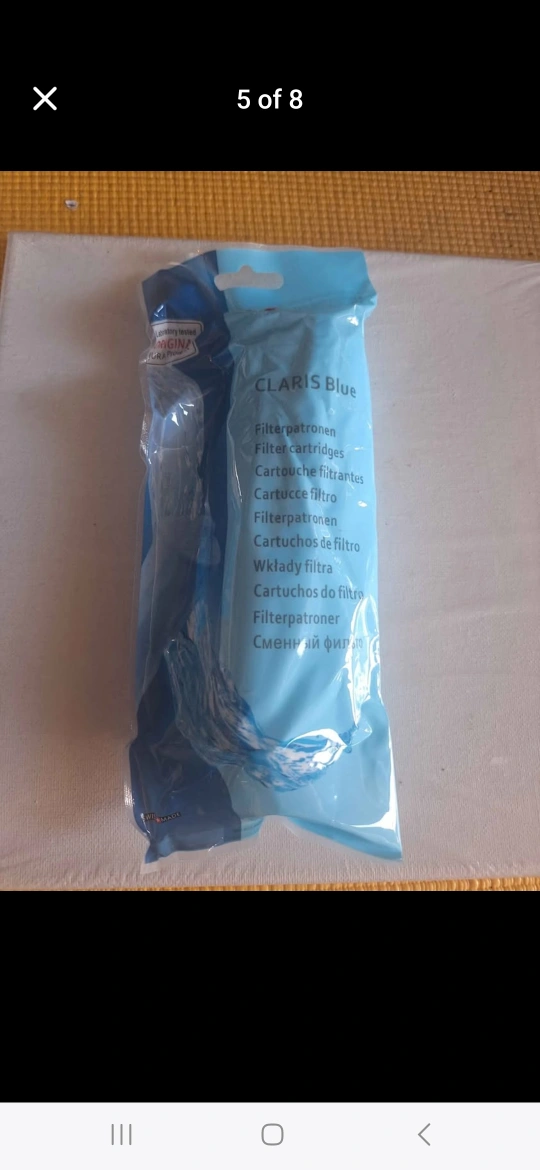 5 of 8
CLARIS Blue
Filterpatronen
Filter cartridges
Cartouche filtrantes
Cartucce filtro
Filterpatronen
Cartuchos de filtro
Wkłady filtra
Cartuchos do filtro
Filterpatroner
Сменный
tested